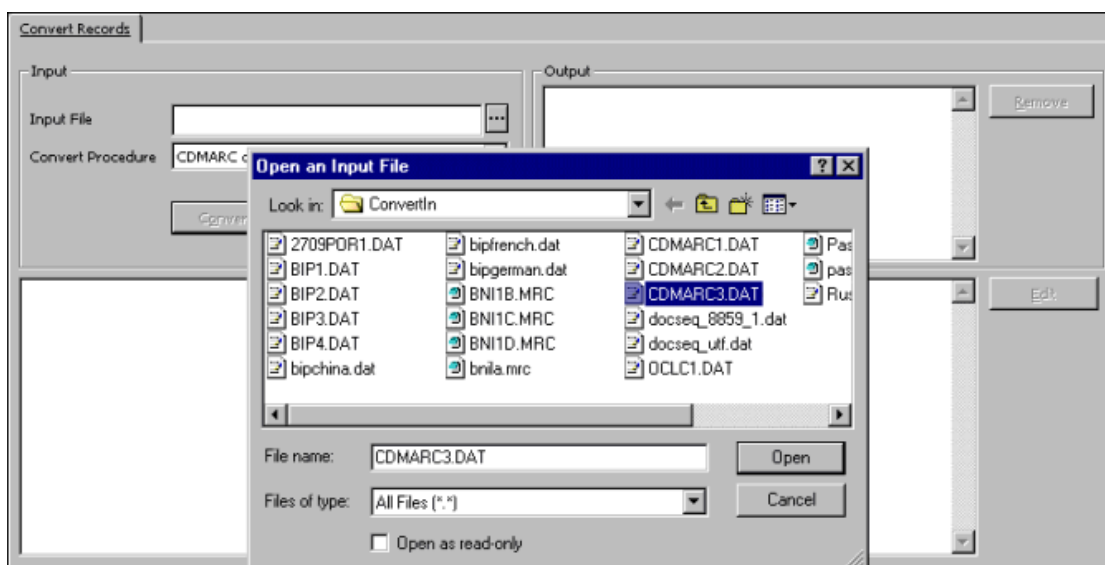 Convert Records
Input
Output
Input File
Remove
Convert Procedure
CDMARC
Open an Input File
Look in: ConvertIn
2709POR1.DAT
BIP1.DAT
BIP2.DAT
BIP3.DAT
BIP4.DAT
bipchina.dat
bipfrench.dat
bipgerman.dat
BNI1B.MRC
BNI1C.MRC
BNI1D.MRC
bnila.mrc
CDMARC1.DAT
CDMARC2.DAT
CDMARC3.DAT
docseq_8859_1.dat
docseq_utf.dat
OCLC1.DAT
Pas
pas
Rus
Edit
File name: CDMARC3.DAT
Open
Files of type: All Files (*.*)
Cancel
Open as read-only